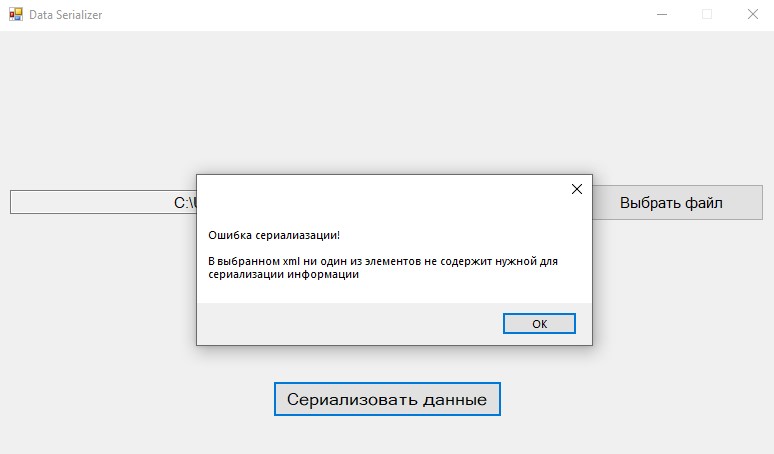 Data Serializer
C:\
Выбрать файл
Ошибка сериалиазации!
В выбранном xml ни один из элементов не содержит нужной для
сериализации информации
OK
Сериализовать данные